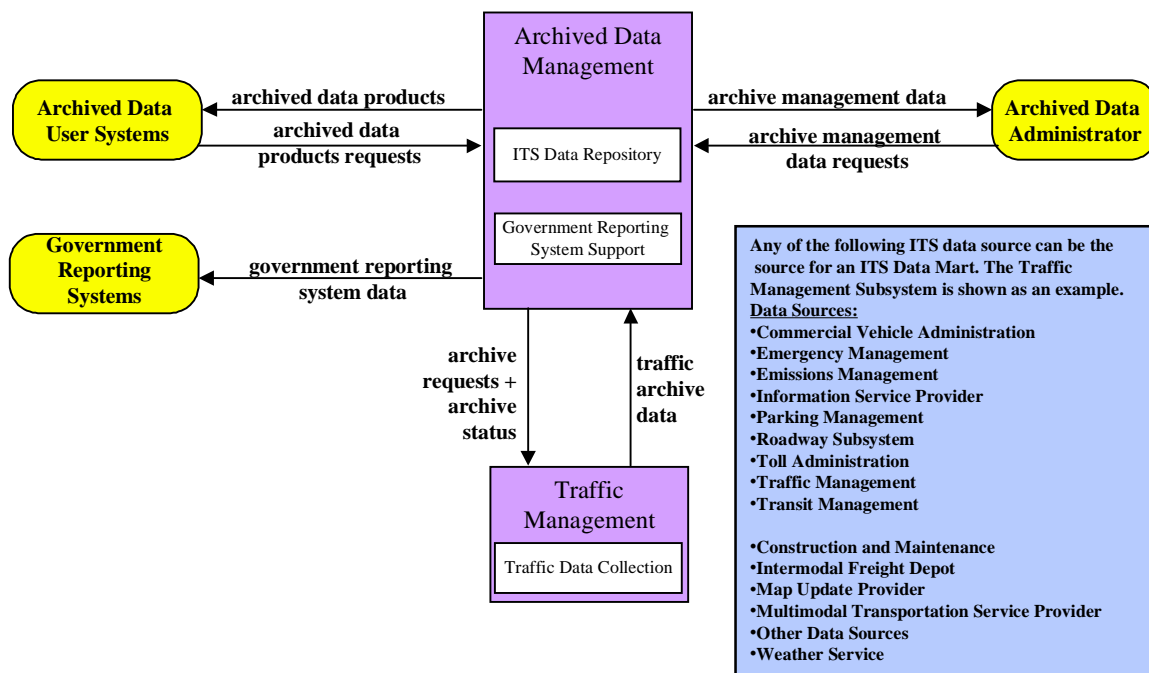 Archived Data
Management
archived data products
archive management data
Archived Data
User Systems
Archived Data
Administrator
archived data
products requests
ITS Data Repository
archive management
data requests
Government Reporting
System Support
Government
Reporting
Systems
government reporting
system data
Any of the following ITS data source can be the
source for an ITS Data Mart. The Traffic
Management Subsystem is shown as an example.
Data Sources:
•Commercial Vehicle Administration
•Emergency Management
•Emissions Management
•Information Service Provider
•Parking Management
•Roadway Subsystem
•Toll Administration
•Traffic Management
•Transit Management
•Construction and Maintenance
•Intermodal Freight Depot
•Map Update Provider
•Multimodal Transportation Service Provider
•Other Data Sources
•Weather Service
archive
requests +
archive
status
traffic
archive
data
Traffic
Management
Traffic Data Collection